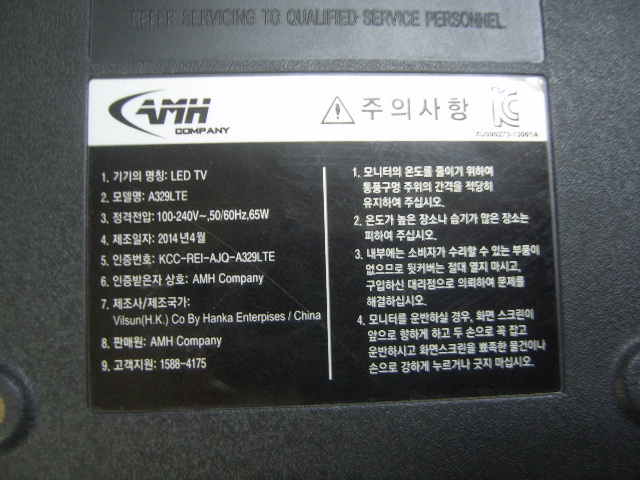 REFER SERVICING TO QUALIFIED SERVICE PERSONNEL
AMH
COMPANY
주의사항
1. 기기의 명칭: LED TV
2. 모델명: A329LTE
3. 정격전압: 100-240V~,50/60Hz,65W
4. 제조일자: 2014년4월
5. 인증번호: KCC-REI-AJQ-A329LTE
6. 인증받은자 상호: AMH Company
7. 제조사/제조국가:
Vilsun(H.K.) Co By Hanka Enterpises / China
8. 판매원: AMH Company
9. 고객지원: 1588-4175
1. 모니터의 온도를 줄이기 위하여
통풍구멍 주위의 간격을 적당히
유지하여 주십시오.
2. 온도가 높은 장소나 습기가 많은 장소는
피하여 주십시오.
3. 내부에는 소비자가 수리할 수 있는 부품이
없으므로 뒷커버는 절대 열지 마시고,
구입하신 대리점으로 의뢰하여 문제를
해결하십시오.
4. 모니터를 운반하실 경우, 화면 스크린이
앞으로 향하게 하고 두 손으로 꼭 잡고
운반하시고 화면스크린을 뾰족한 물건이나
손으로 강하게 누르거나 긋지 마십시오.